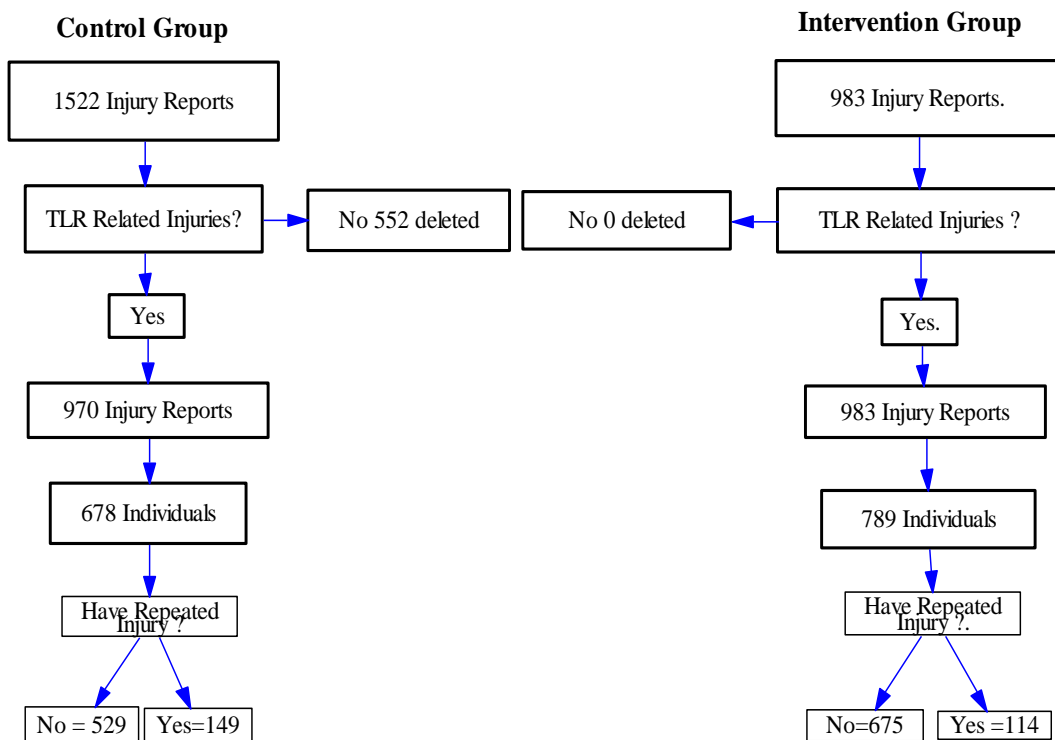 Control Group
1522 Injury Reports
TLR Related Injuries?
No 552 deleted
Yes
970 Injury Reports
678 Individuals
Have Repeated
Injury ?
No = 529
Yes=149
Intervention Group
983 Injury Reports.
TLR Related Injuries ?
No 0 deleted
Yes.
983 Injury Reports
789 Individuals
Have Repeated
Injury ?.
No=675
Yes =114